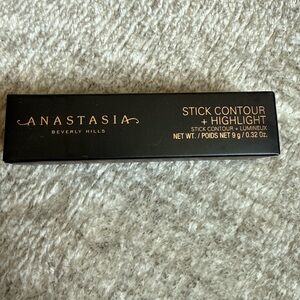 ANASTASIA
BEVERLY HILLS
STICK CONTOUR
+ HIGHLIGHT
STICK CONTOUR + LUMINEUX
NET WT. / POIDS NET 9 g / 0.32 Oz.